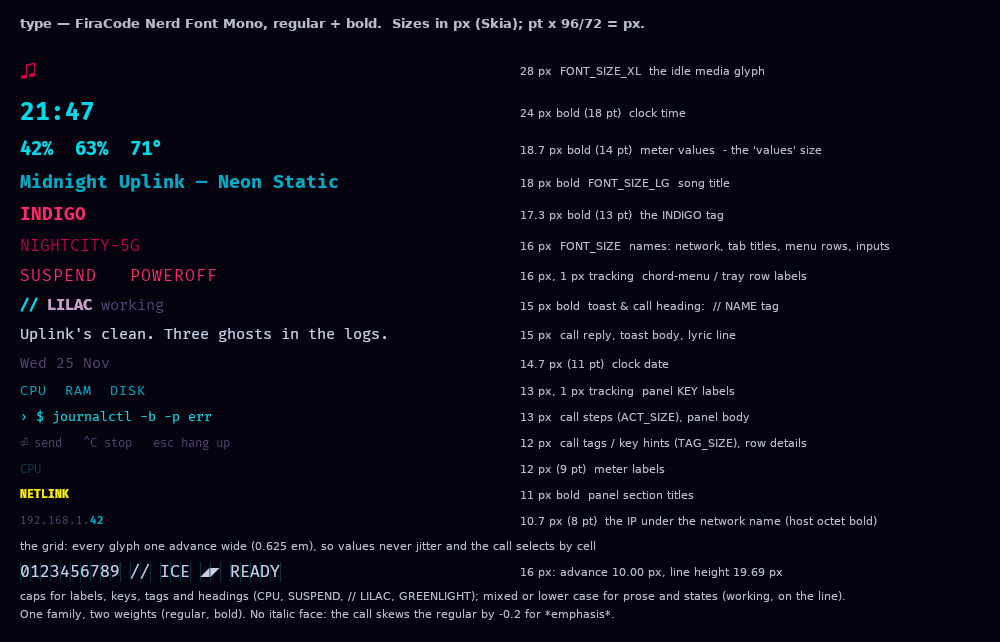 type — FiraCode Nerd Font Mono, regular + bold.  Sizes in px (Skia); pt x 96/72 = px.
♫ 28 px  FONT_SIZE_XL  the idle media glyph
21:47 24 px bold (18 pt)  clock time
42%  63%  71° 18.7 px bold (14 pt)  meter values  - the 'values' size
Midnight Uplink — Neon Static 18 px bold  FONT_SIZE_LG  song title
INDIGO 17.3 px bold (13 pt)  the INDIGO tag
NIGHTCITY-5G 16 px  FONT_SIZE  names: network, tab titles, menu rows, inputs
SUSPEND   POWEROFF 16 px, 1 px tracking  chord-menu / tray row labels
// LILAC working 15 px bold  toast & call heading:  // NAME tag
Uplink's clean. Three ghosts in the logs. 15 px  call reply, toast body, lyric line
Wed 25 Nov 14.7 px (11 pt)  clock date
CPU  RAM  DISK 13 px, 1 px tracking  panel KEY labels
› $ journalctl -b -p err 13 px  call steps (ACT_SIZE), panel body
⏎ send   ^C stop   esc hang up 12 px  call tags / key hints (TAG_SIZE), row details
CPU 12 px (9 pt)  meter labels
NETLINK 11 px bold  panel section titles
192.168.1.42 10.7 px (8 pt)  the IP under the network name (host octet bold)
the grid: every glyph one advance wide (0.625 em), so values never jitter and the call selects by cell
0123456789 // ICE ◢◤ READY 16 px: advance 10.00 px, line height 19.69 px
caps for labels, keys, tags and headings (CPU, SUSPEND, // LILAC, GREENLIGHT); mixed or lower case for prose and states (working, on the line).
One family, two weights (regular, bold). No italic face: the call skews the regular by -0.2 for *emphasis*.